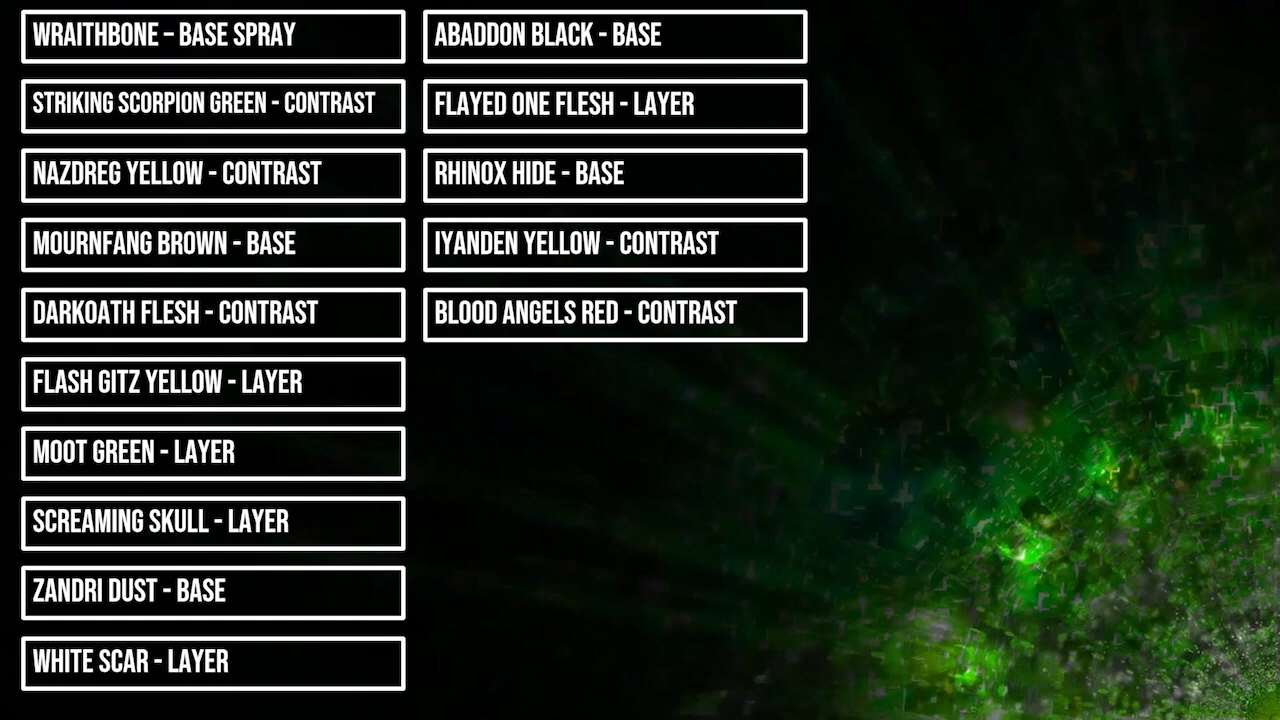 WRAITHBONE – BASE SPRAY
STRIKING SCORPION GREEN - CONTRAST
NAZDREG YELLOW - CONTRAST
MOURNFANG BROWN - BASE
DARKOATH FLESH - CONTRAST
FLASH GITZ YELLOW - LAYER
MOOT GREEN - LAYER
SCREAMING SKULL - LAYER
ZANDRI DUST - BASE
WHITE SCAR - LAYER
ABADDON BLACK - BASE
FLAYED ONE FLESH - LAYER
RHINOX HIDE - BASE
IYANDEN YELLOW - CONTRAST
BLOOD ANGELS RED - CONTRAST